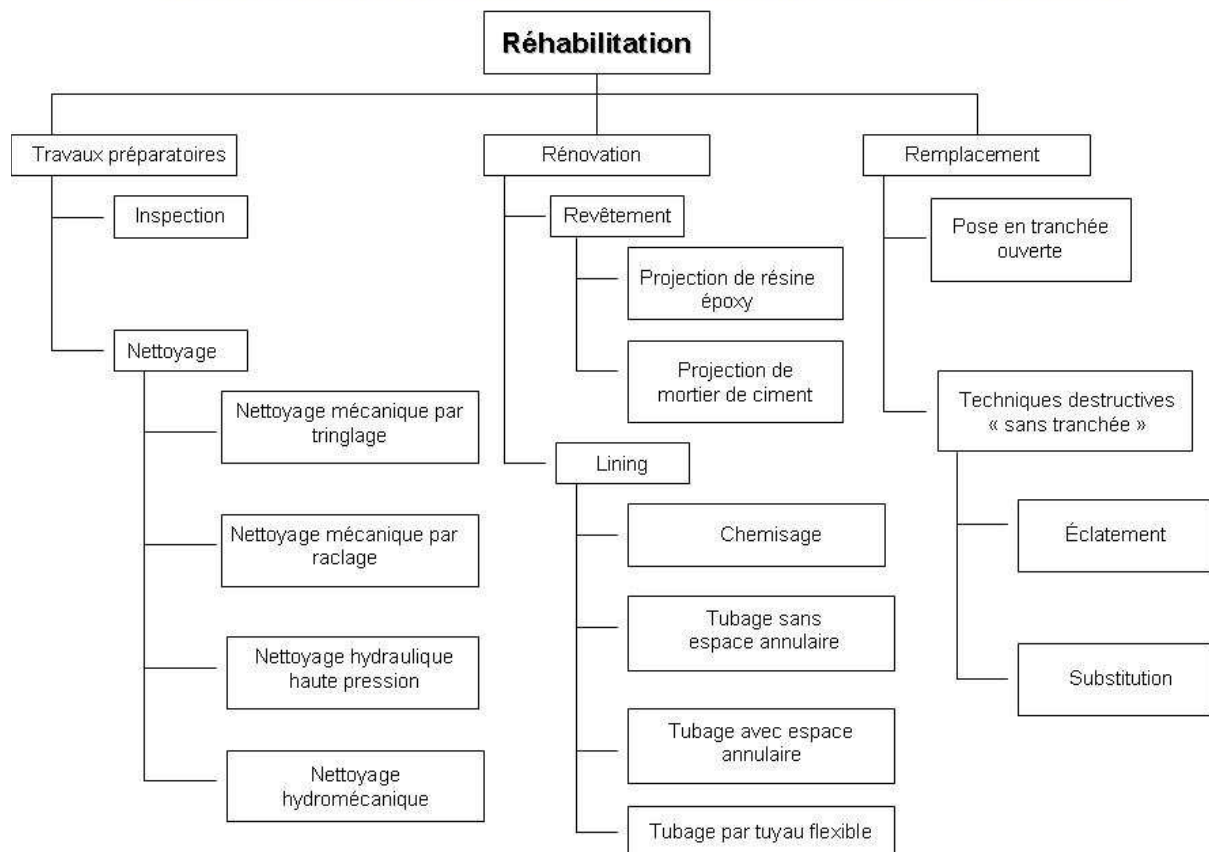 Réhabilitation
Travaux préparatoires
Inspection
Nettoyage
Nettoyage mécanique par
tringlage
Nettoyage mécanique par
raclage
Nettoyage hydraulique
haute pression
Nettoyage
hydromécanique
Rénovation
Revêtement
Projection de résine
époxy
Projection de
mortier de ciment
Lining
Chemisage
Tubage sans
espace annulaire
Tubage avec espace
annulaire
Tubage par tuyau flexible
Remplacement
Pose en tranchée
ouverte
Techniques destructives
« sans tranchée »
Éclatement
Substitution